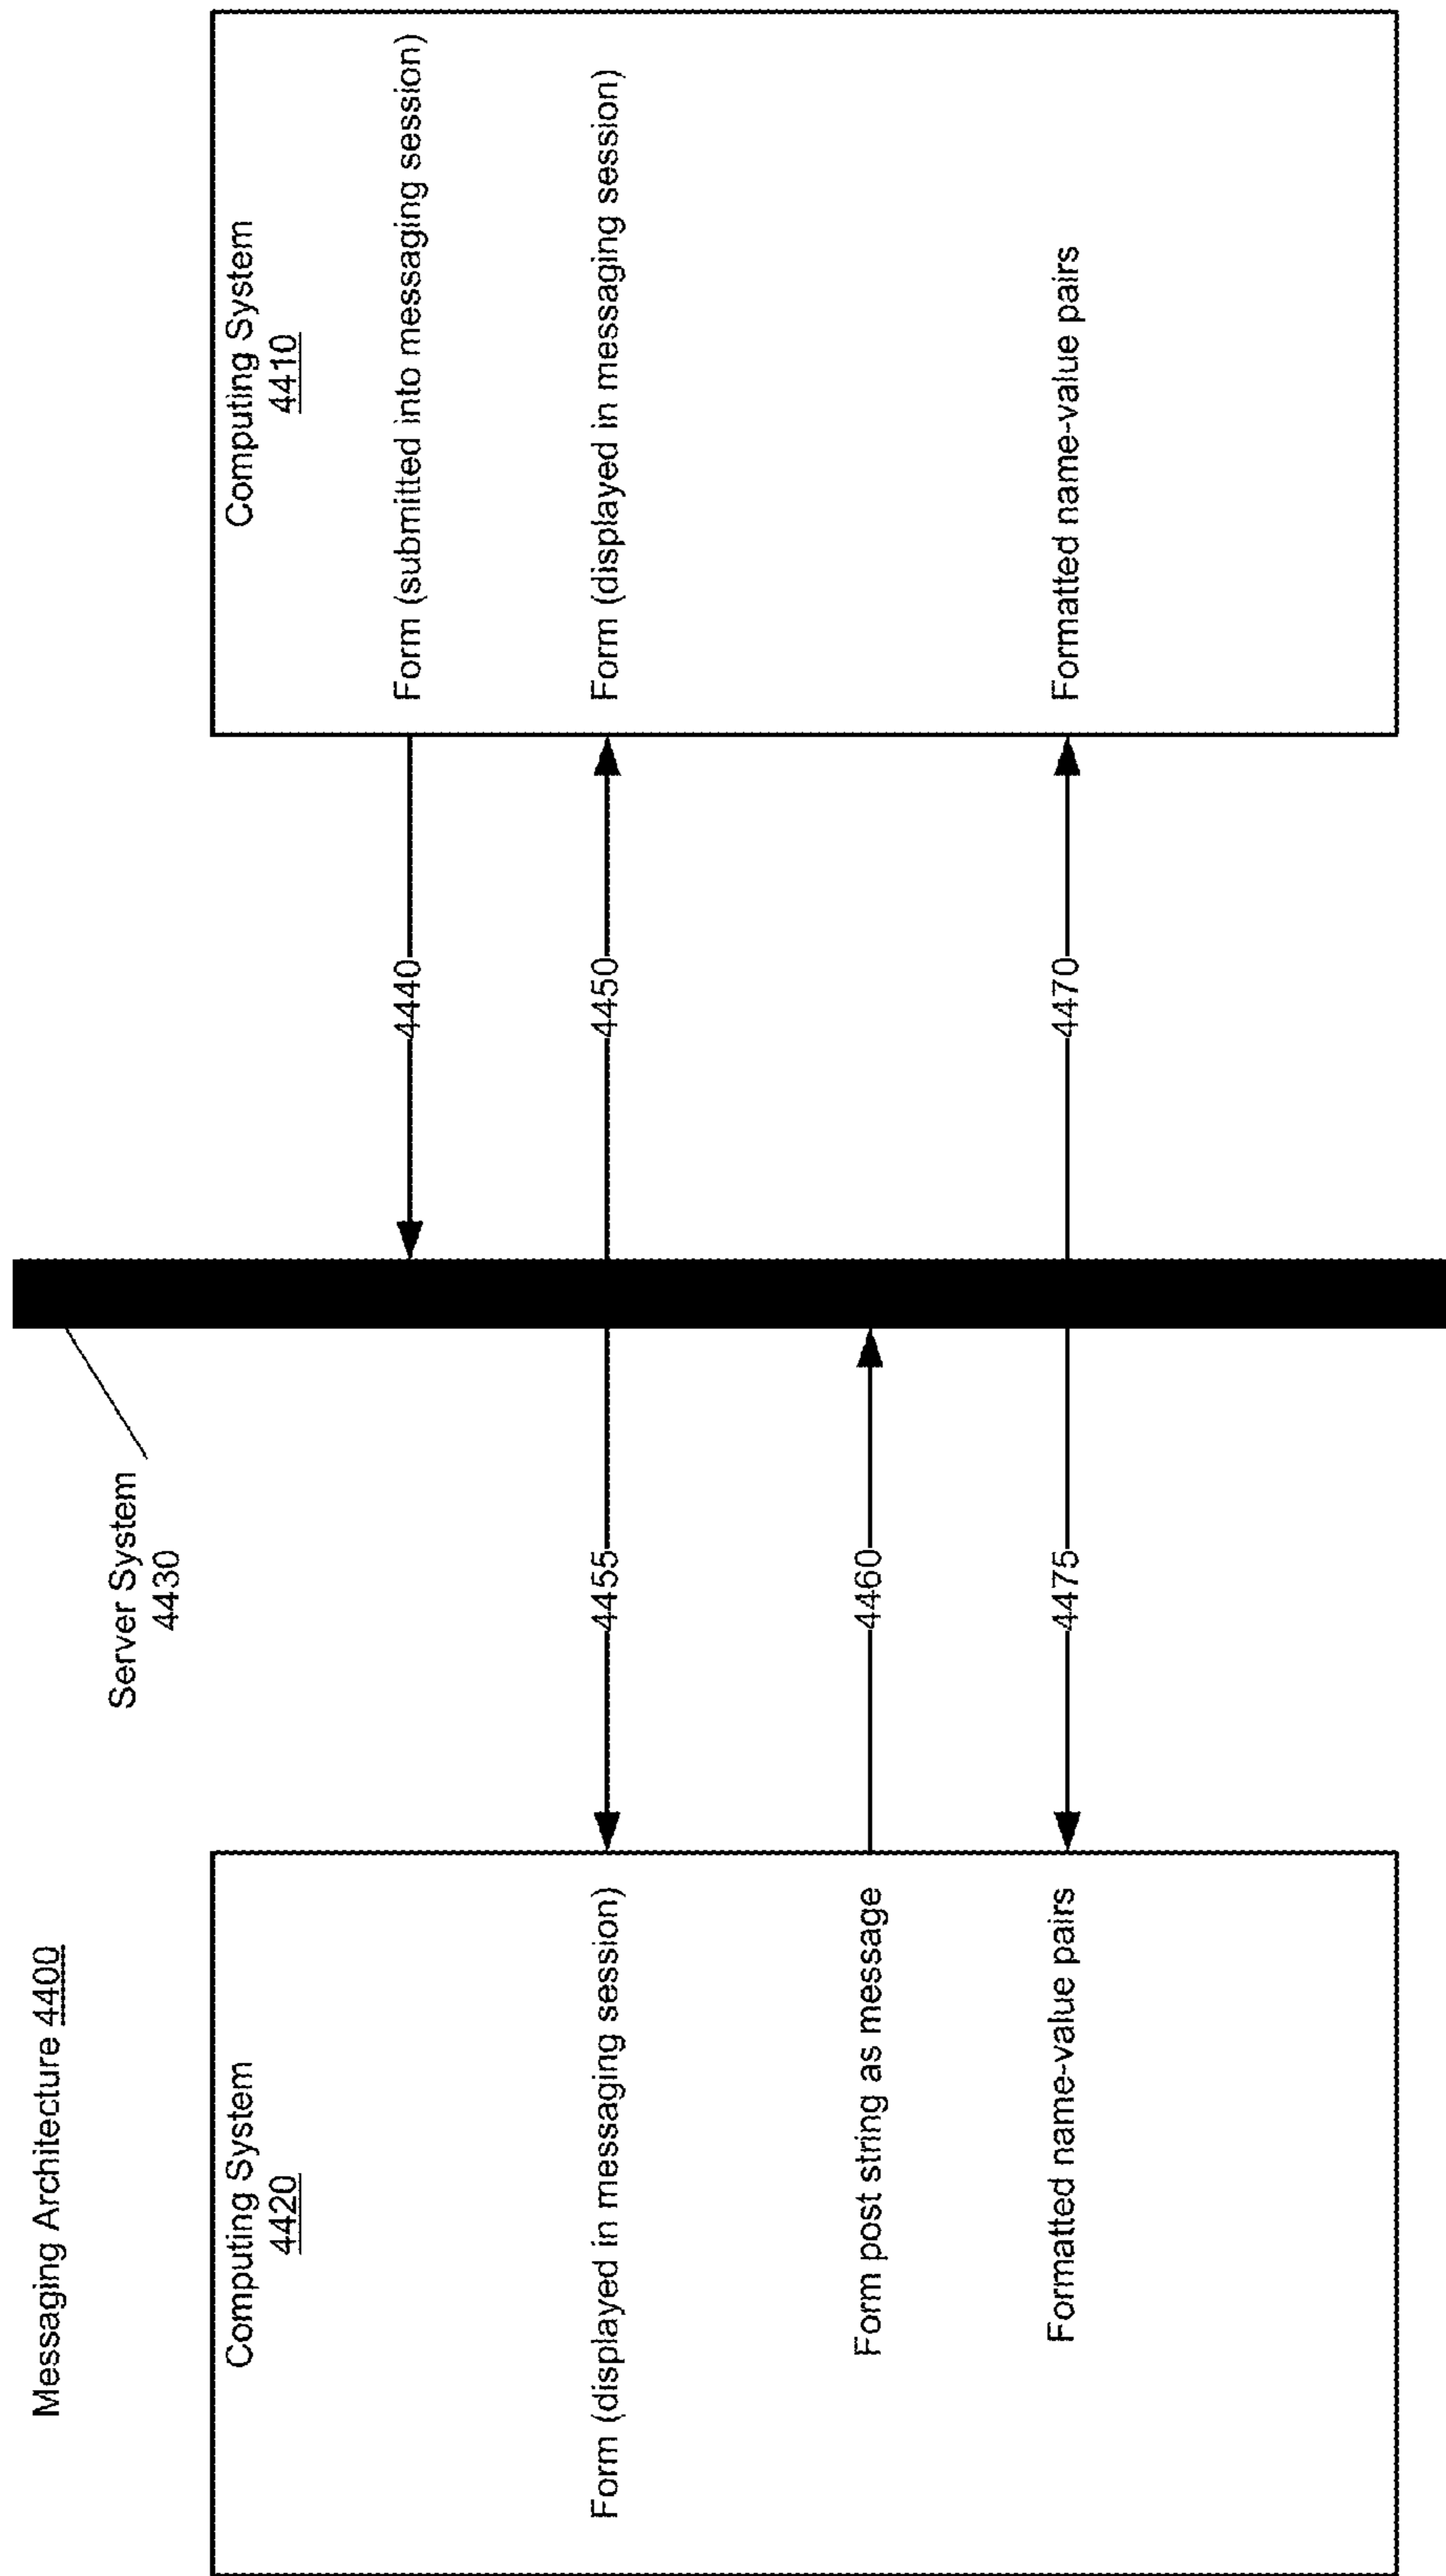 Messaging Architecture 4400
Server System
4430
Computing System
4420
Form (displayed in messaging session)
Form post string as message
Formatted name-value pairs
4455
4460
4475
4440
4450
4470
Computing System
4410
Form (submitted into messaging session)
Form (displayed in messaging session)
Formatted name-value pairs